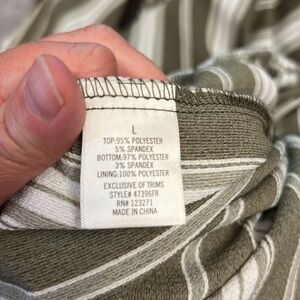 L
TOP:95% POLYESTER
5% SPANDEX
BOTTOM:97% POLYESTER
3% SPANDEX
LINING:100% POLYESTER
EXCLUSIVE OF TRIMS
STYLE# 47396FR
RN# 123271
MADE IN CHINA